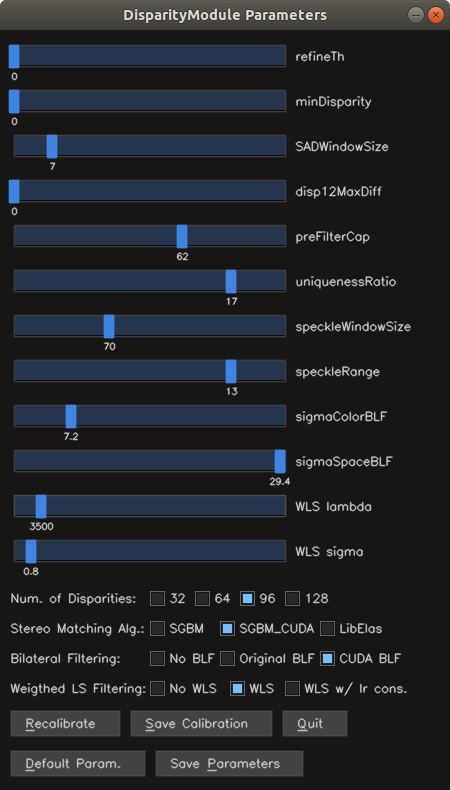 DisparityModule Parameters
refineTh
0
minDisparity
0
SADWindowSize
7
disp12MaxDiff
0
preFilterCap
62
uniquenessRatio
17
speckleWindowSize
70
speckleRange
13
sigmaColorBLF
7.2
sigmaSpaceBLF
29.4
WLS lambda
3500
WLS sigma
0.8
Num. of Disparities: 32 64 96 128
Stereo Matching Alg.: SGBM SGBM_CUDA LibElas
Bilateral Filtering: No BLF Original BLF CUDA BLF
Weigthed LS Filtering: No WLS WLS WLS w/ lr cons.
Recalibrate Save Calibration Quit
Default Param. Save Parameters